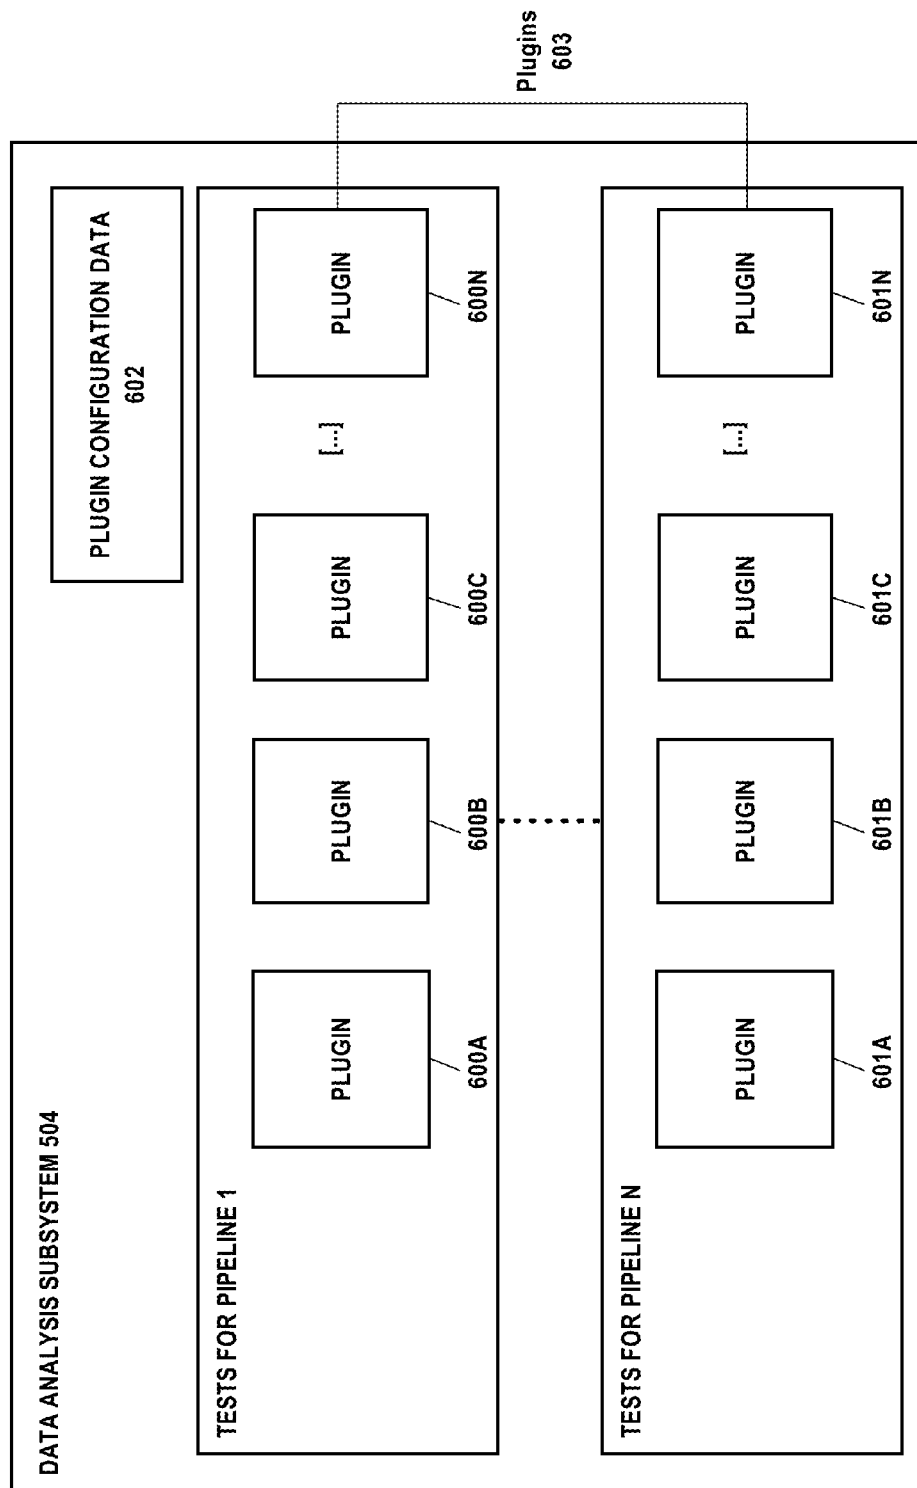 DATA ANALYSIS SUBSYSTEM 504
PLUGIN CONFIGURATION DATA
602
TESTS FOR PIPELINE 1
PLUGIN
600A
PLUGIN
600B
PLUGIN
600C
[...]
PLUGIN
600N
Plugins
603
TESTS FOR PIPELINE N
PLUGIN
601A
PLUGIN
601B
PLUGIN
601C
[...]
PLUGIN
601N